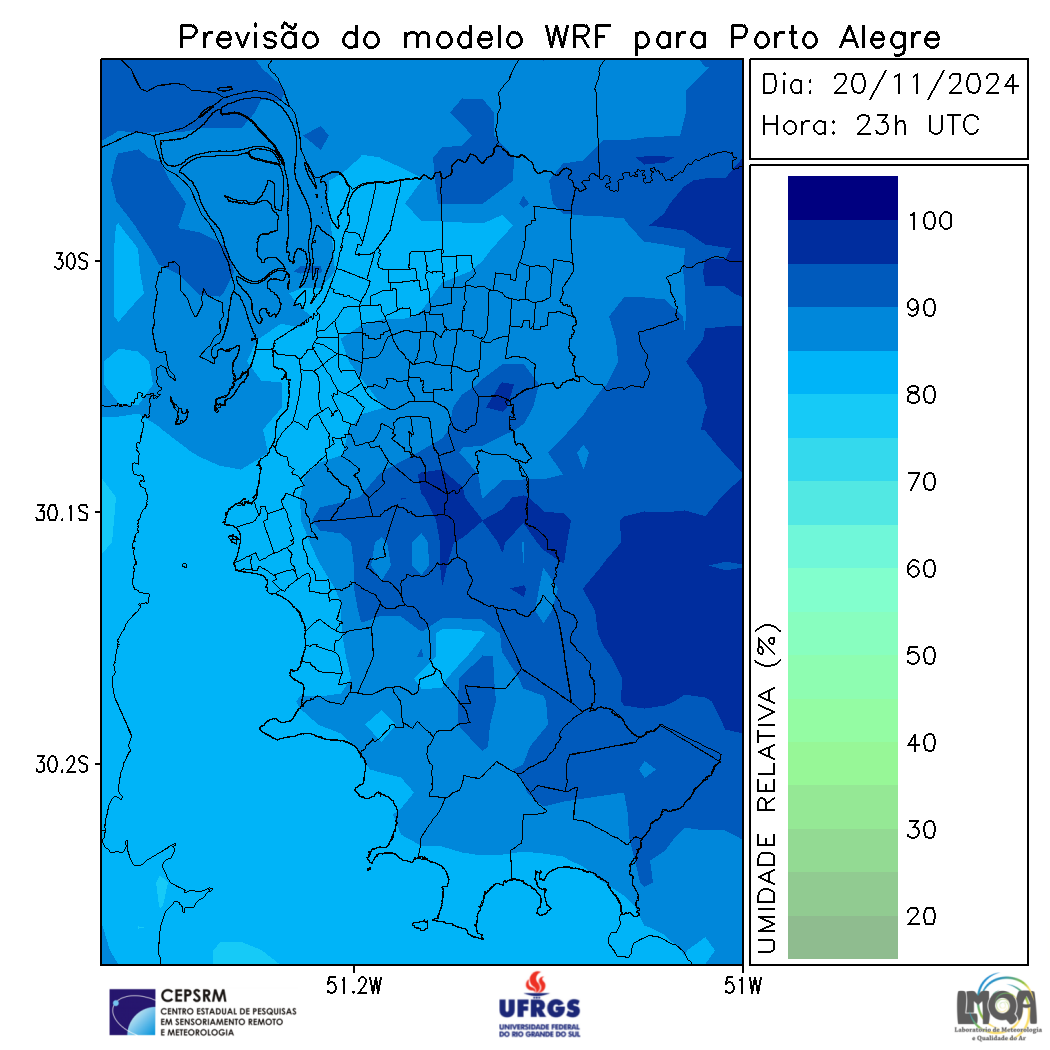 Previsão do modelo WRF para Porto Alegre
Dia: 20/11/2024
Hora: 23h UTC
100
90
80
70
60
50
40
30
20
UMIDADE RELATIVA (%)
30S
30.1S
30.2S
51.2W
51W
CEPSRM
CENTRO ESTADUAL DE PESQUISAS
EM SENSORIAMENTO REMOTO
E METEOROLOGIA
UFRGS
UNIVERSIDADE FEDERAL
DO RIO GRANDE DO SUL
LMQA
Laboratório de Meteorologia
e Qualidade do Ar